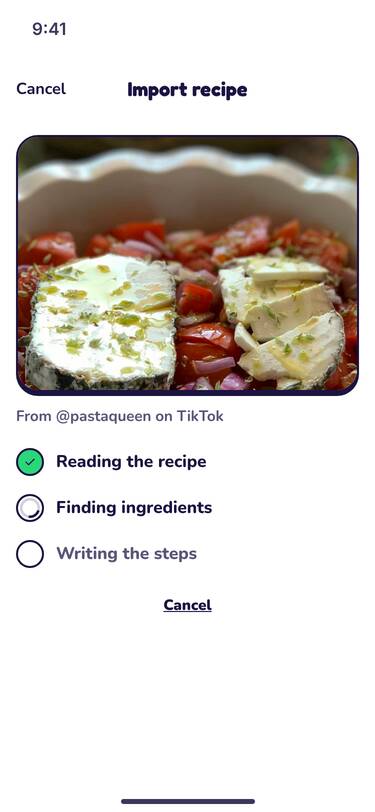 9:41
Cancel
Import recipe
From @pastaqueen on TikTok
Reading the recipe
Finding ingredients
Writing the steps
Cancel